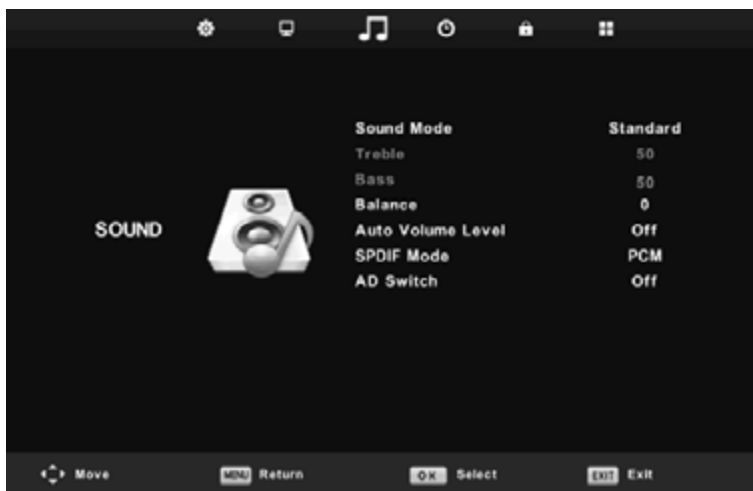 Sound Mode Standard
Treble 50
Bass 50
Balance 0
SOUND
Auto Volume Level Off
SPDIF Mode PCM
AD Switch Off
Move MENU Return OK Select EXIT Exit